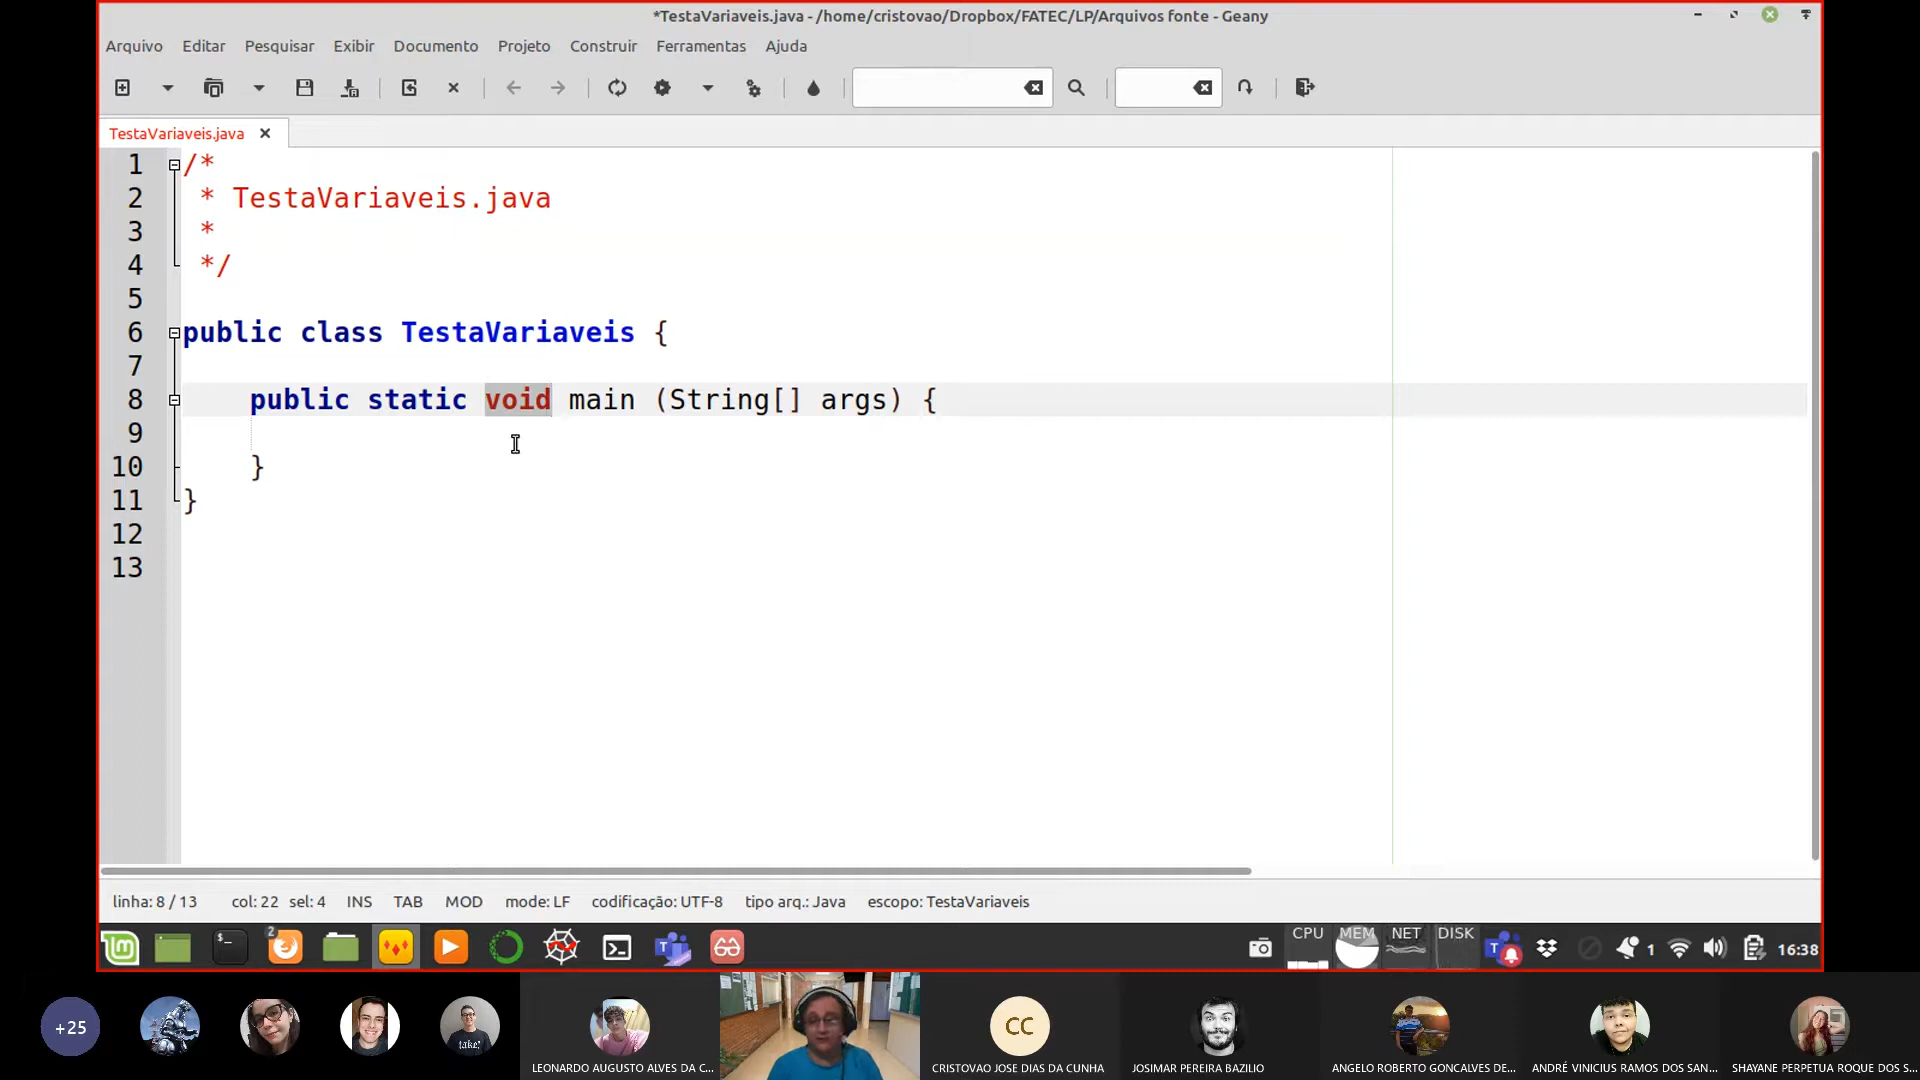 *TestaVariaveis.java - /home/cristovao/Dropbox/FATEC/LP/Arquivos fonte - Geany
Arquivo Editar Pesquisar Exibir Documento Projeto Construir Ferramentas Ajuda
TestaVariaveis.java
1 /*
2 * TestaVariaveis.java
3 *
4 */
5
6 public class TestaVariaveis {
7
8 public static void main (String[] args) {
9
10 }
11 }
12
13
linha: 8 / 13 col: 22 sel: 4 INS TAB MOD mode: LF codificação: UTF-8 tipo arq.: Java escopo: TestaVariaveis
2 CPU MEM NET DISK 1 16:38
+25
take!
CC
LEONARDO AUGUSTO ALVES DA C... CRISTOVAO JOSE DIAS DA CUNHA JOSIMAR PEREIRA BAZILIO ANGELO ROBERTO GONCALVES DE... ANDRÉ VINICIUS RAMOS DOS SAN... SHAYANE PERPETUA ROQUE DOS S...